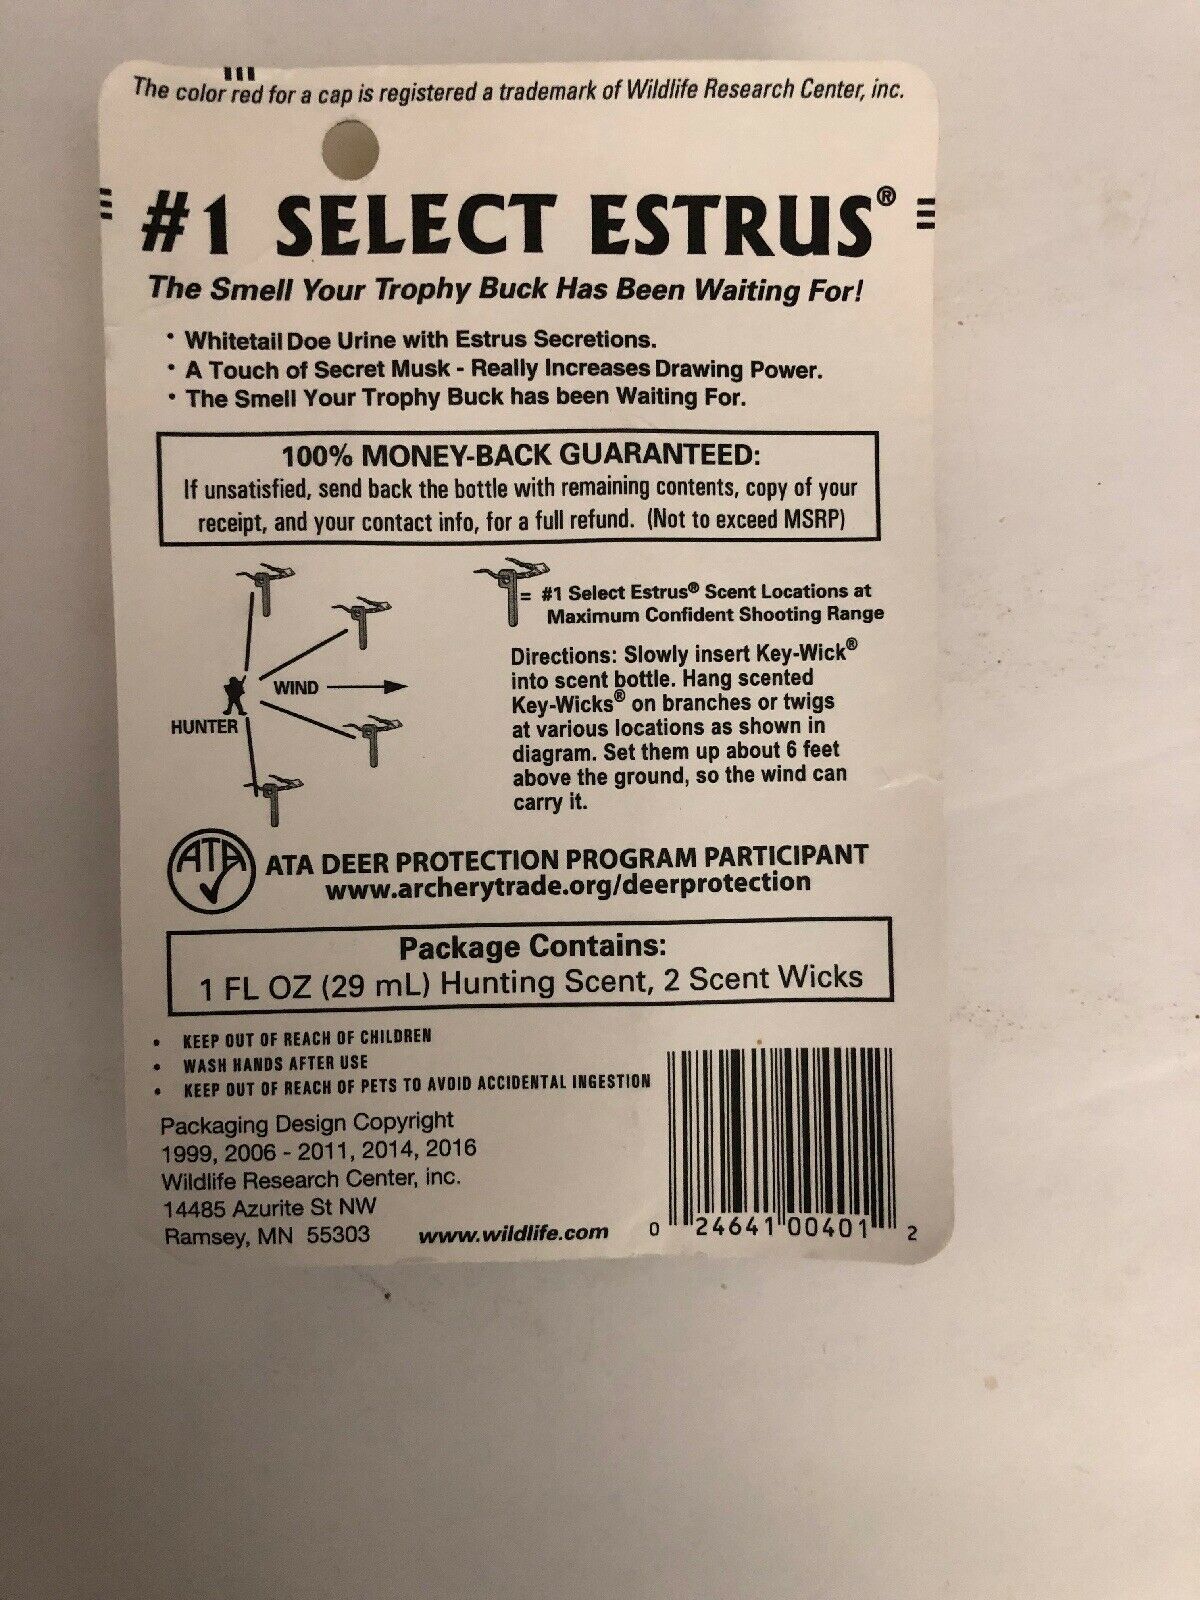 The color red for a cap is registered a trademark of Wildlife Research Center, inc.
#1 SELECT ESTRUS®
The Smell Your Trophy Buck Has Been Waiting For!
• Whitetail Doe Urine with Estrus Secretions.
• A Touch of Secret Musk - Really Increases Drawing Power.
• The Smell Your Trophy Buck has been Waiting For.
100% MONEY-BACK GUARANTEED:
If unsatisfied, send back the bottle with remaining contents, copy of your
receipt, and your contact info, for a full refund. (Not to exceed MSRP)
= #1 Select Estrus® Scent Locations at
Maximum Confident Shooting Range
WIND
HUNTER
Directions: Slowly insert Key-Wick®
into scent bottle. Hang scented
Key-Wicks® on branches or twigs
at various locations as shown in
diagram. Set them up about 6 feet
above the ground, so the wind can
carry it.
ATA
ATA DEER PROTECTION PROGRAM PARTICIPANT
www.archerytrade.org/deerprotection
Package Contains:
1 FL OZ (29 mL) Hunting Scent, 2 Scent Wicks
• KEEP OUT OF REACH OF CHILDREN
• WASH HANDS AFTER USE
• KEEP OUT OF REACH OF PETS TO AVOID ACCIDENTAL INGESTION
Packaging Design Copyright
1999, 2006 - 2011, 2014, 2016
Wildlife Research Center, inc.
14485 Azurite St NW
Ramsey, MN 55303
www.wildlife.com
0 24641 00401 2